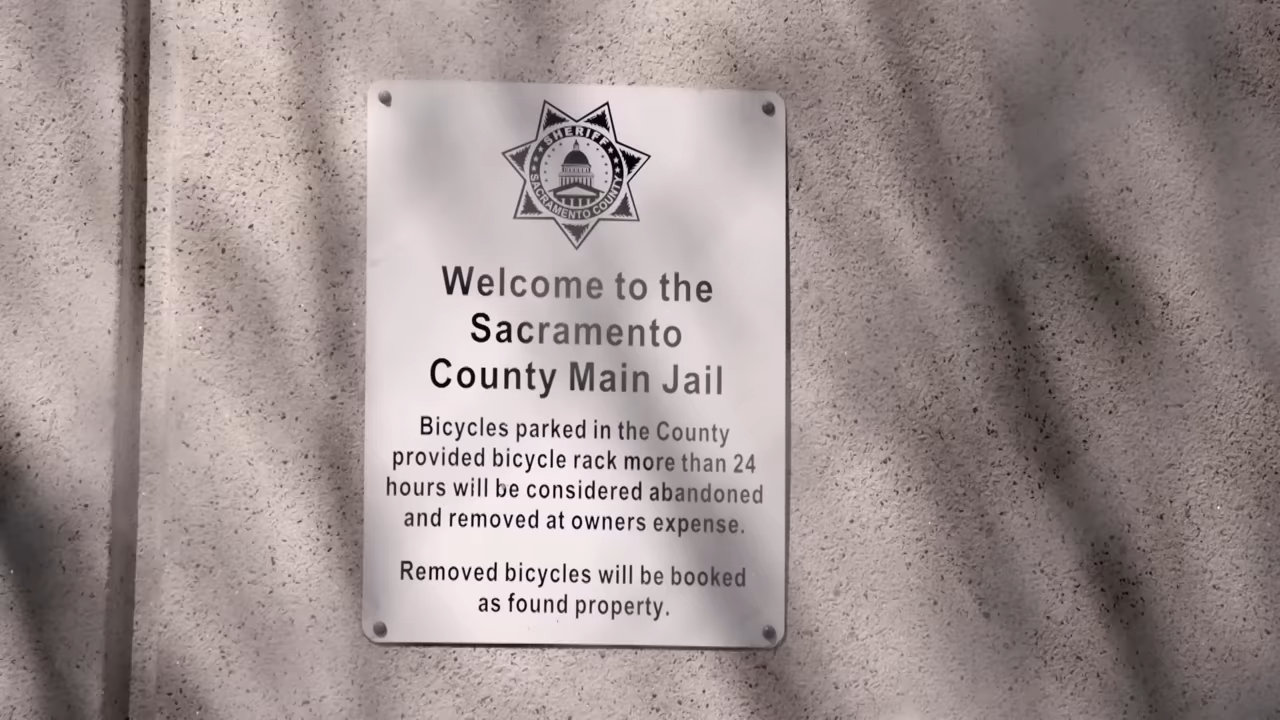 SHERIFF
SACRAMENTO COUNTY
Welcome to the
Sacramento
County Main Jail
Bicycles parked in the County
provided bicycle rack more than 24
hours will be considered abandoned
and removed at owners expense.
Removed bicycles will be booked
as found property.